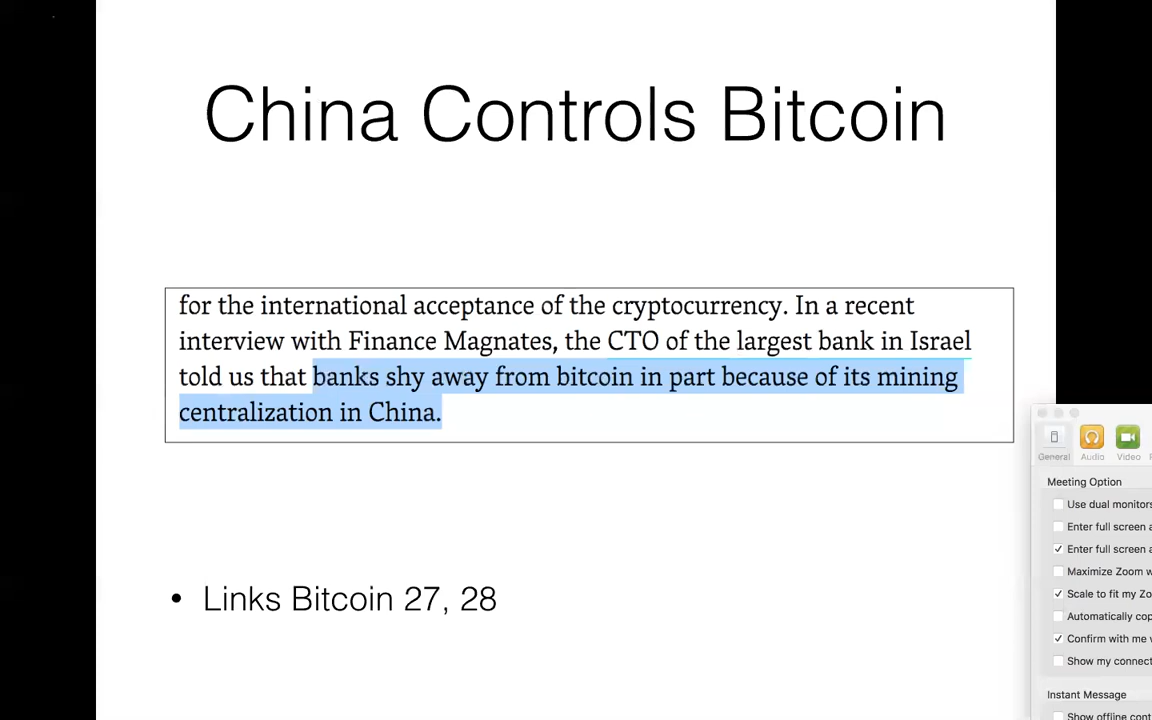 China Controls Bitcoin
for the international acceptance of the cryptocurrency. In a recent
interview with Finance Magnates, the CTO of the largest bank in Israel
told us that banks shy away from bitcoin in part because of its mining
centralization in China.
• Links Bitcoin 27, 28
General Audio Video
Meeting Option
Use dual monitors
Enter full screen
Enter full screen
Maximize Zoom
Scale to fit my
Automatically
Confirm with me
Show my
Instant Message
Show offline